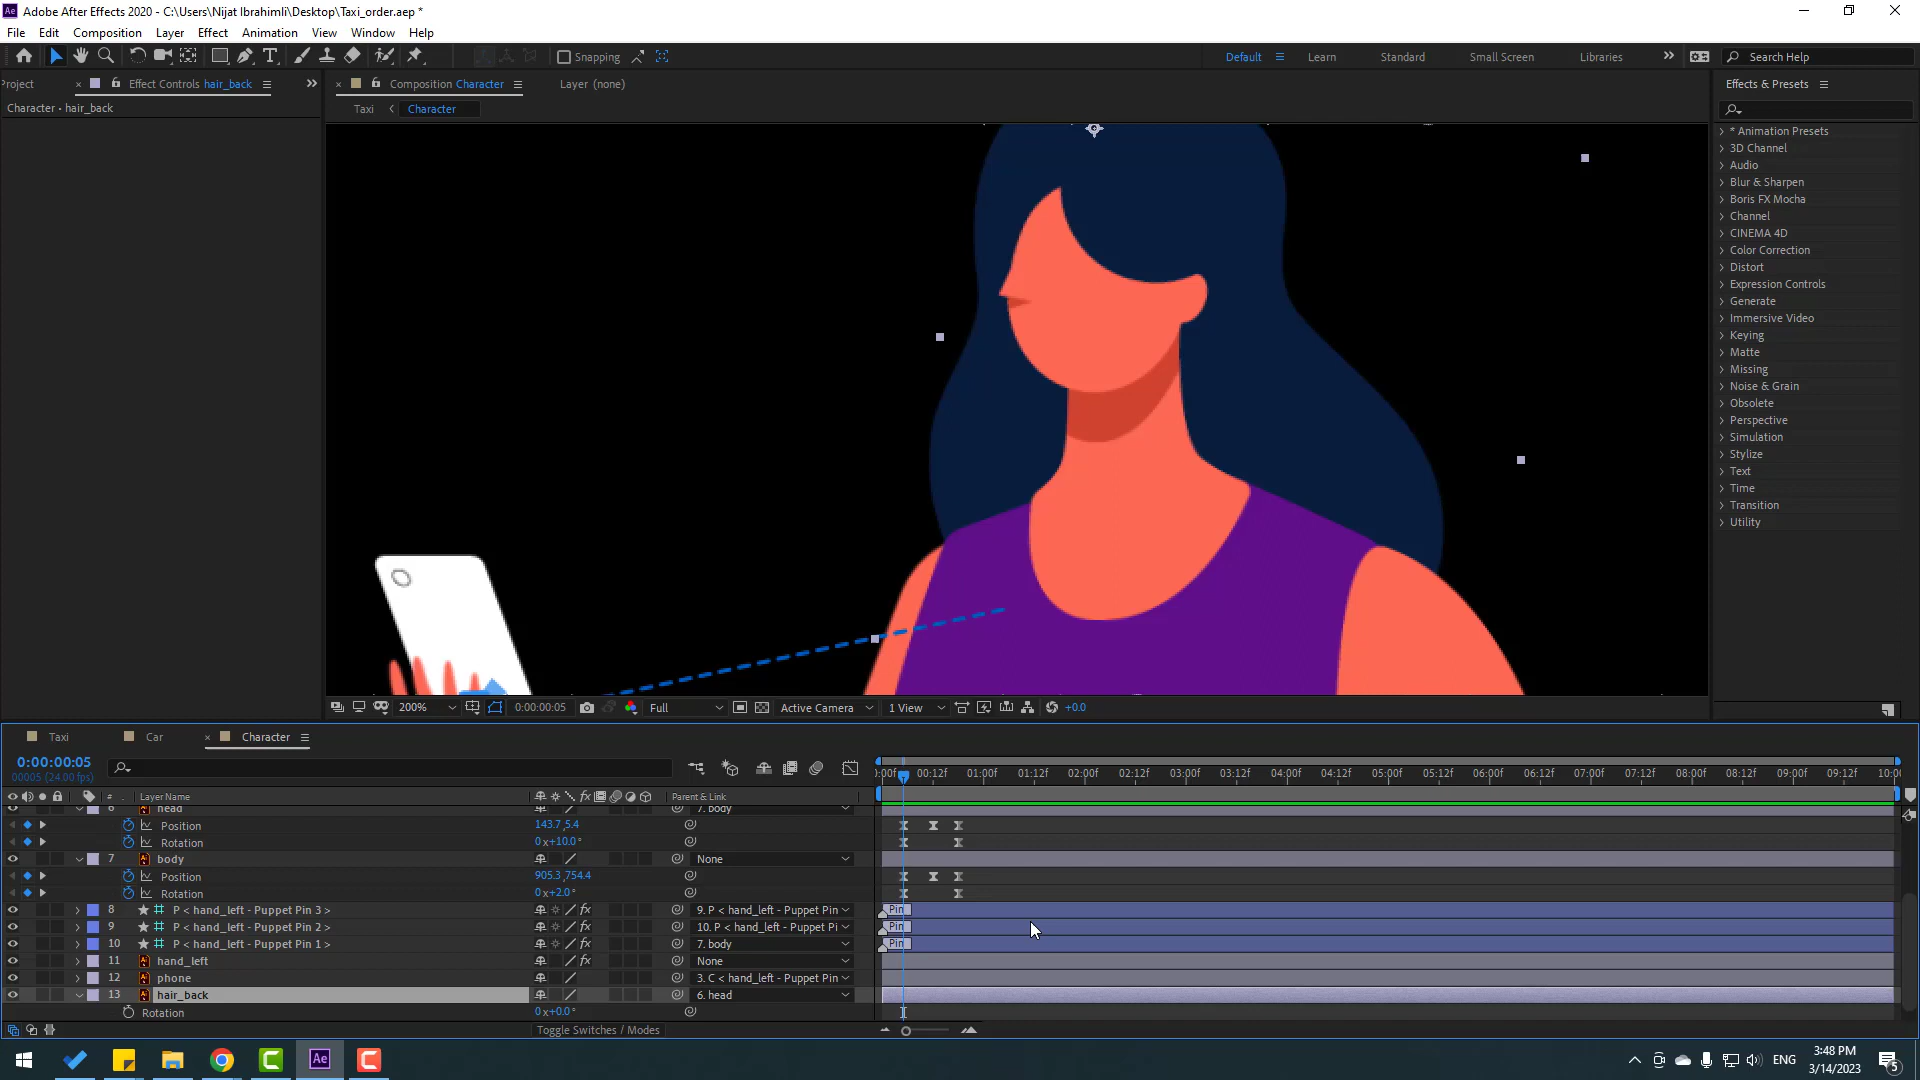 Adobe After Effects 2020 - C:\Users\Nijat Ibrahimli\Desktop\Taxi_order.aep *
File Edit Composition Layer Effect Animation View Window Help
Snapping
Default Learn Standard Small Screen Libraries Search Help
Project Effect Controls hair_back
Character • hair_back
Composition Character Layer (none)
Taxi Character
Effects & Presets
* Animation Presets
3D Channel
Audio
Blur & Sharpen
Boris FX Mocha
Channel
CINEMA 4D
Color Correction
Distort
Expression Controls
Generate
Immersive Video
Keying
Matte
Missing
Noise & Grain
Obsolete
Perspective
Simulation
Stylize
Text
Time
Transition
Utility
200% 0:00:00:05 Full Active Camera 1 View +0.0
Taxi Car Character
0:00:00:05
00005 (24.00 fps)
:00f 00:12f 01:00f 01:12f 02:00f 02:12f 03:00f 03:12f 04:00f 04:12f 05:00f 05:12f 06:00f 06:12f 07:00f 07:12f 08:00f 08:12f 09:00f 09:12f 10:0
# Layer Name Parent & Link
6 head 7. body
Position 143.7,5.4
Rotation 0x+10.0°
7 body None
Position 905.3,754.4
Rotation 0x+2.0°
8 P < hand_left - Puppet Pin 3 > 9. P < hand_left - Puppet Pin Pin
9 P < hand_left - Puppet Pin 2 > 10. P < hand_left - Puppet Pi Pin
10 P < hand_left - Puppet Pin 1 > 7. body Pin
11 hand_left None
12 phone 3. C < hand_left - Puppet Pin
13 hair_back 6. head
Rotation 0x+0.0°
Toggle Switches / Modes
ENG
3:48 PM
3/14/2023
5